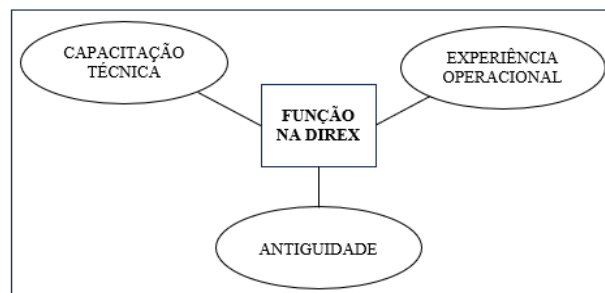 CAPACITAÇÃO
TÉCNICA
EXPERIÊNCIA
OPERACIONAL
FUNÇÃO
NA DIREX
ANTIGUIDADE